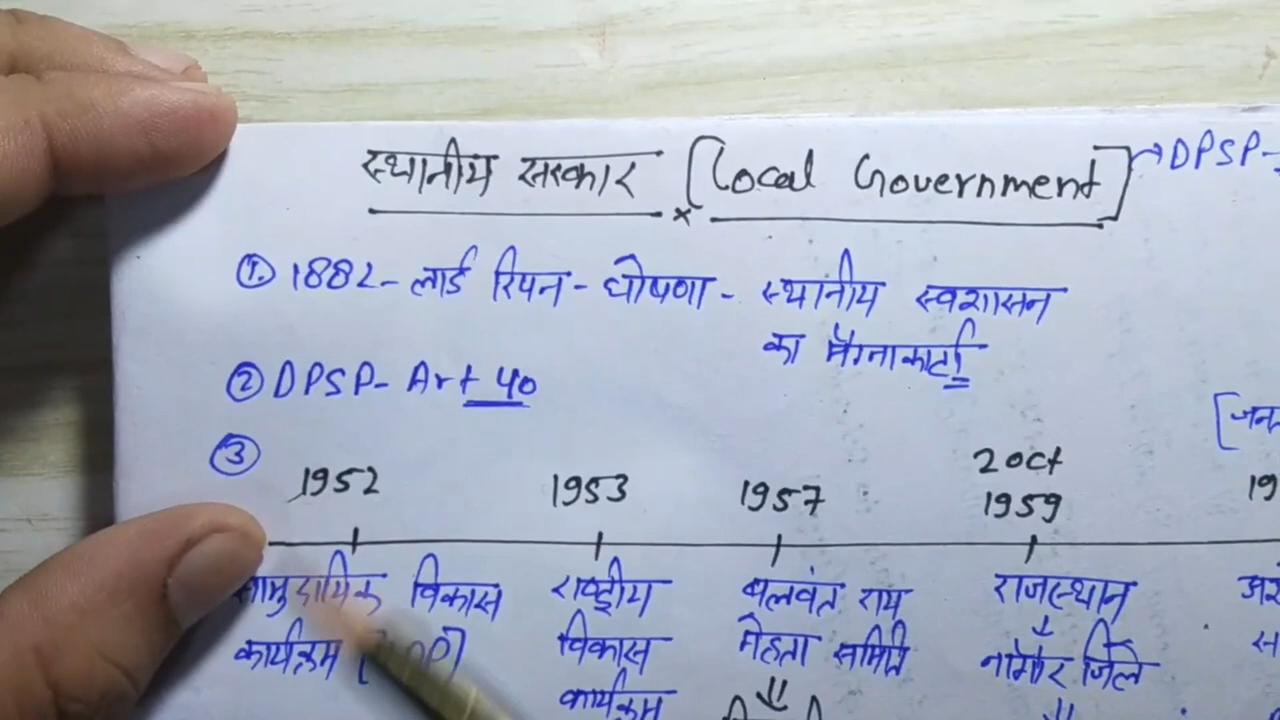 स्थानीय सरकार [Local Government] → DPSP-
① 1882 - लार्ड रिपन - घोषणा - स्थानीय स्वशासन
का मैग्नाकार्टा
② DPSP- Art 40
③
1952 1953 1957 2 Oct 1959 19
सामुदायिक विकास कार्यक्रम
राष्ट्रीय विकास कार्यक्रम
बलवंत राय मेहता समिति
राजस्थान
↓
नागौर जिले